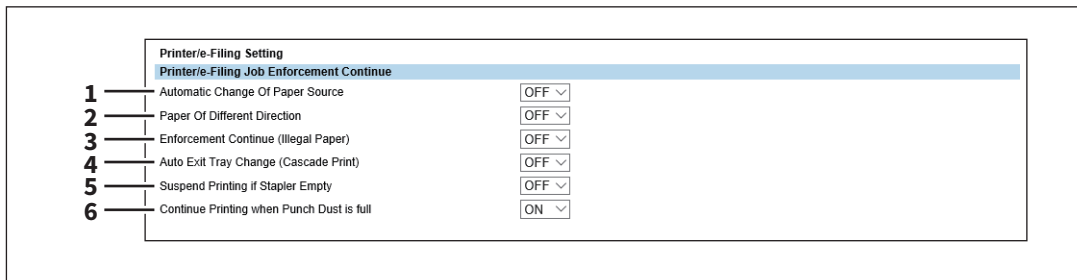 Printer/e-Filing Setting
Printer/e-Filing Job Enforcement Continue
1 Automatic Change Of Paper Source OFF
2 Paper Of Different Direction OFF
3 Enforcement Continue (Illegal Paper) OFF
4 Auto Exit Tray Change (Cascade Print) OFF
5 Suspend Printing if Stapler Empty OFF
6 Continue Printing when Punch Dust is full ON